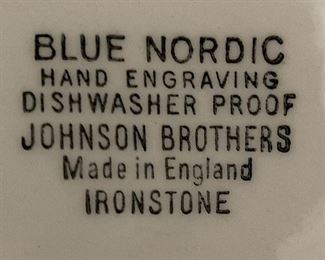 BLUE NORDIC
HAND ENGRAVING
DISHWASHER PROOF
JOHNSON BROTHERS
Made in England
IRONSTONE